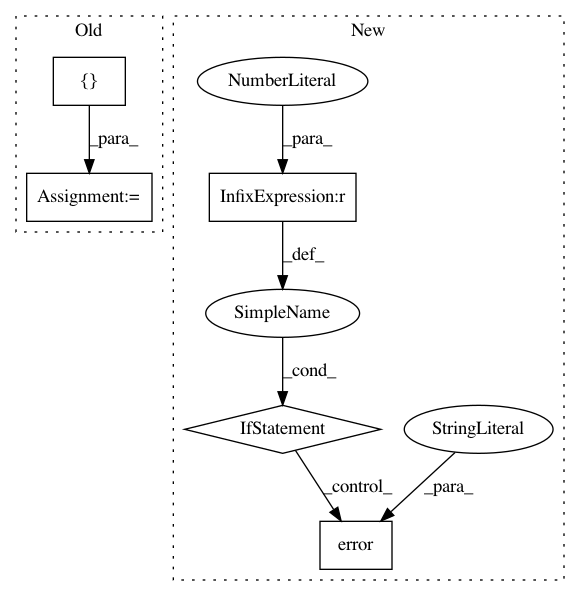 Old
New
{}
NumberLiteral
_para_
_para_
Assignment:=
InfixExpression:r
_def_
SimpleName
_cond_
IfStatement
StringLiteral
_control_
_para_
error